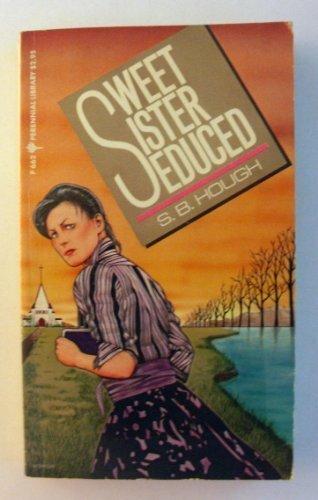 P 662 PERENNIAL LIBRARY $2.95
SWEET
SISTER
SEDUCED
S. B. HOUGH